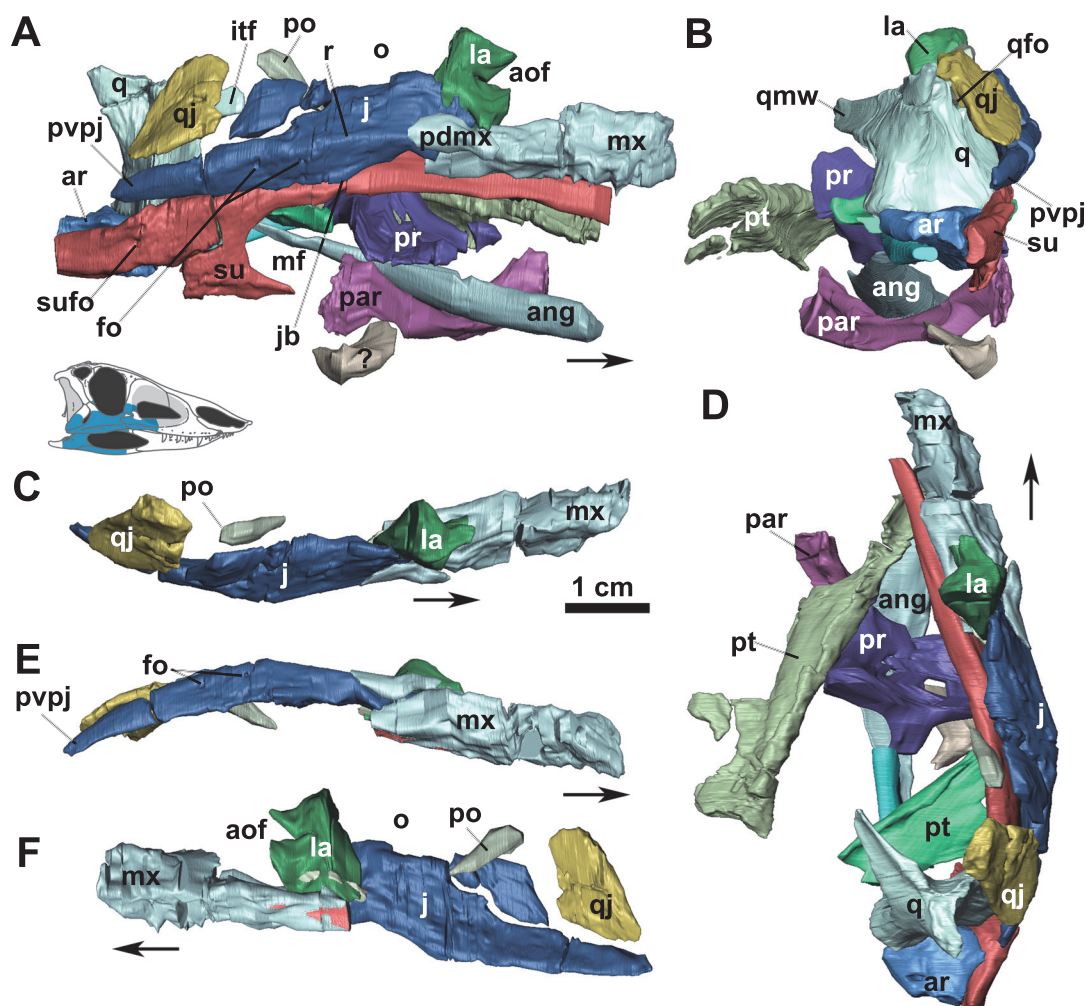 A
itf
po
r
o
la
aof
q
qj
j
pvpj
pdmx
mx
ar
pr
su
mf
par
ang
sufo
fo
jb
?
B
la
qfo
qmw
qj
q
pr
pt
ar
pvpj
su
ang
par
C
po
qj
mx
la
j
1 cm
D
mx
par
la
ang
pt
pr
j
pt
q
qj
ar
E
fo
pvpj
mx
F
aof
o
po
la
mx
j
qj